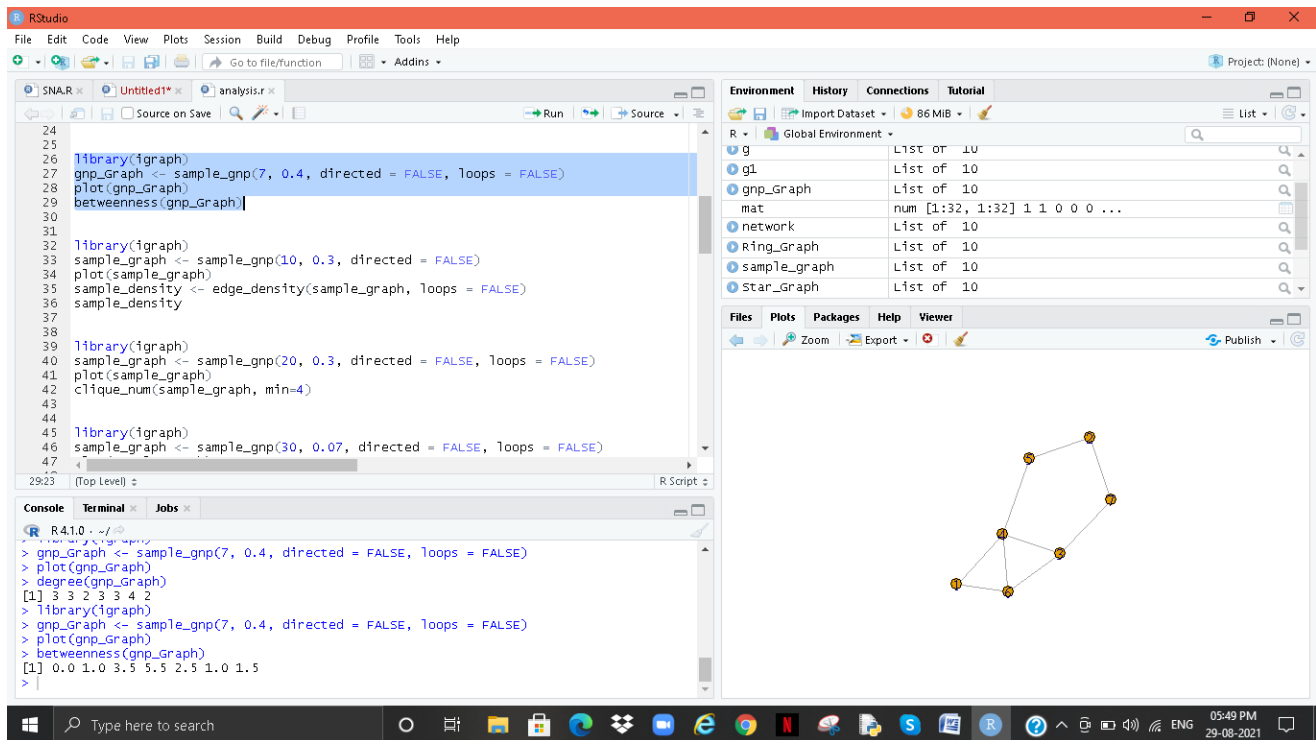 RStudio
File Edit Code View Plots Session Build Debug Profile Tools Help
Go to file/function Addins Project: (None)
SNA.R Untitled1* analysis.r
Source on Save Run Source
24
25
26 library(igraph)
27 gnp_Graph <- sample_gnp(7, 0.4, directed = FALSE, loops = FALSE)
28 plot(gnp_Graph)
29 betweenness(gnp_Graph)
30
31
32 library(igraph)
33 sample_graph <- sample_gnp(10, 0.3, directed = FALSE)
34 plot(sample_graph)
35 sample_density <- edge_density(sample_graph, loops = FALSE)
36 sample_density
37
38
39 library(igraph)
40 sample_graph <- sample_gnp(20, 0.3, directed = FALSE, loops = FALSE)
41 plot(sample_graph)
42 clique_num(sample_graph, min=4)
43
44
45 library(igraph)
46 sample_graph <- sample_gnp(30, 0.07, directed = FALSE, loops = FALSE)
47
29:23 (Top Level) R Script
Console Terminal Jobs
R 4.1.0 · ~/
> gnp_Graph <- sample_gnp(7, 0.4, directed = FALSE, loops = FALSE)
> plot(gnp_Graph)
> degree(gnp_Graph)
[1] 3 3 2 3 3 4 2
> library(igraph)
> gnp_Graph <- sample_gnp(7, 0.4, directed = FALSE, loops = FALSE)
> plot(gnp_Graph)
> betweenness(gnp_Graph)
[1] 0.0 1.0 3.5 5.5 2.5 1.0 1.5
>
Environment History Connections Tutorial
Import Dataset 86 MiB List
R Global Environment
g List of 10
g1 List of 10
gnp_Graph List of 10
mat num [1:32, 1:32] 1 1 0 0 0 ...
network List of 10
Ring_Graph List of 10
sample_graph List of 10
Star_Graph List of 10
Files Plots Packages Help Viewer
Zoom Export Publish
2
5
7
4
3
1
6
Type here to search
ENG
05:49 PM
29-08-2021